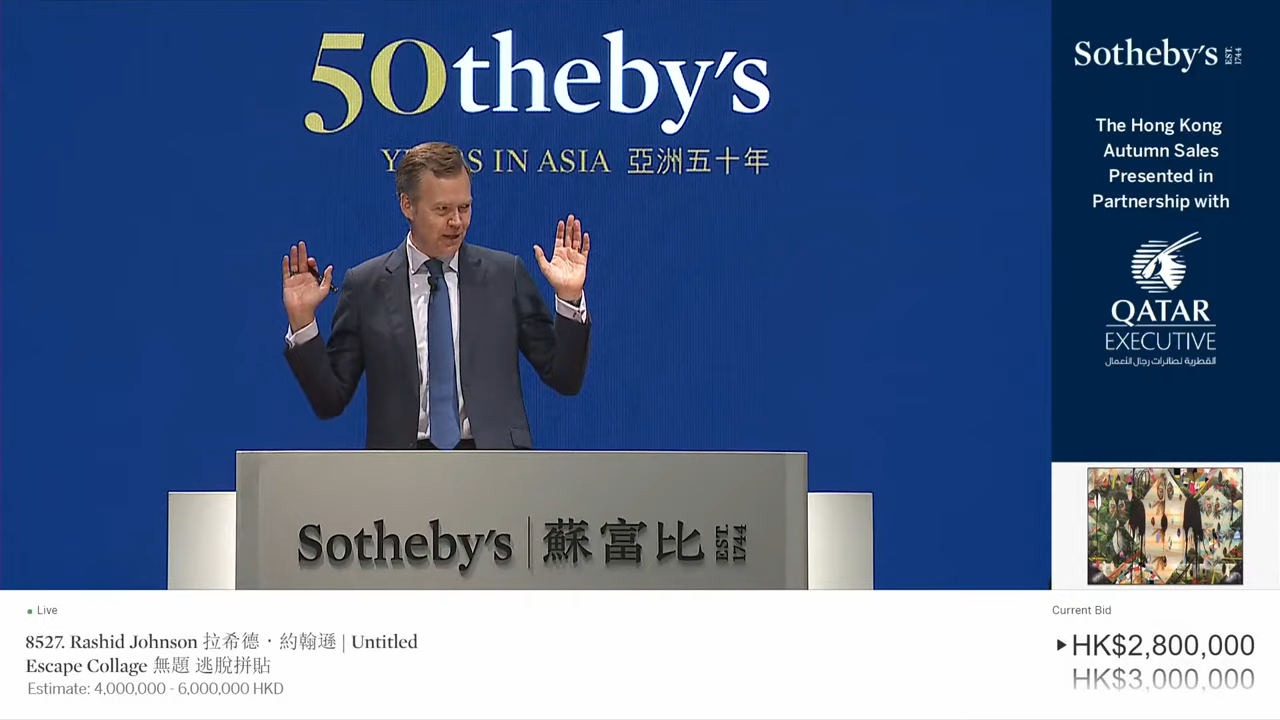 50theby's
YEARS IN ASIA 亞洲五十年
Sotheby's EST. 1744
The Hong Kong
Autumn Sales
Presented in
Partnership with
QATAR
EXECUTIVE
القطرية لطائرات رجال الأعمال
Sotheby's | 蘇富比 EST. 1744
Live
8527. Rashid Johnson 拉希德・約翰遜 | Untitled
Escape Collage 無題 逃脫拼貼
Estimate: 4,000,000 - 6,000,000 HKD
Current Bid
HK$2,800,000
HK$3,000,000